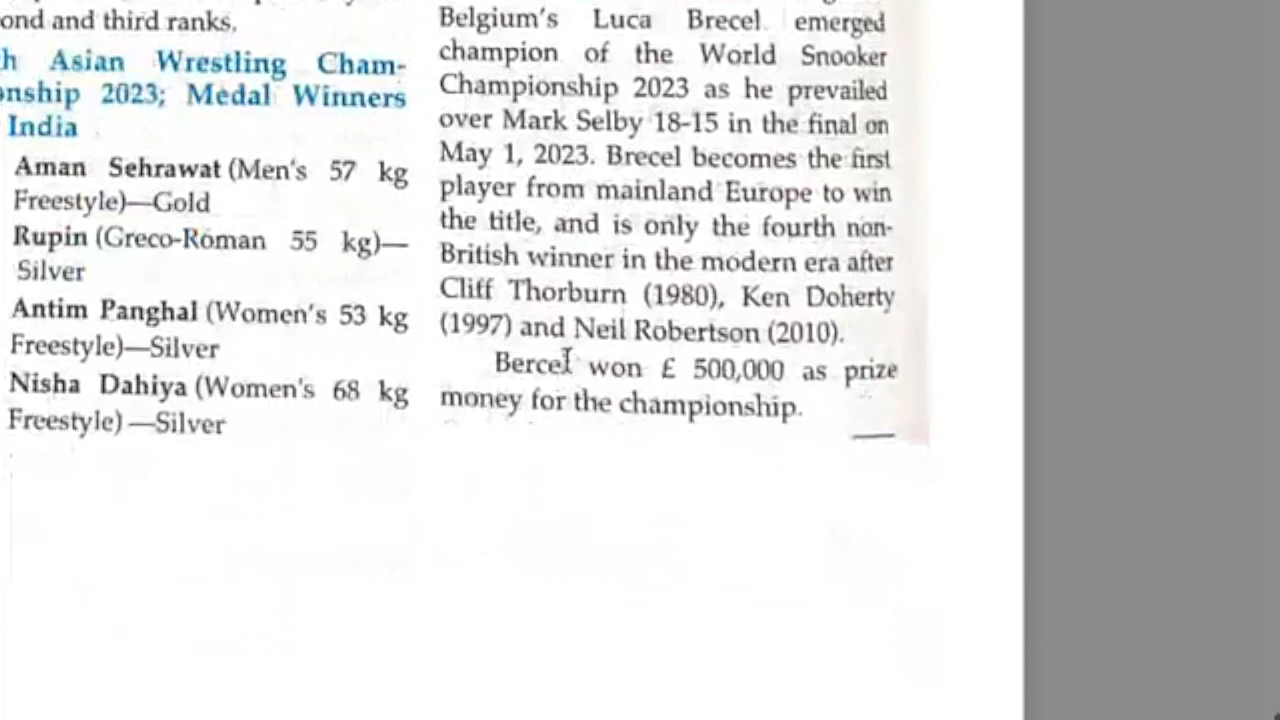 ond and third ranks.
h Asian Wrestling Cham-
onship 2023; Medal Winners
India
Aman Sehrawat (Men's 57 kg
Freestyle)—Gold
Rupin (Greco-Roman 55 kg)—
Silver
Antim Panghal (Women's 53 kg
Freestyle)—Silver
Nisha Dahiya (Women's 68 kg
Freestyle) —Silver
Belgium's Luca Brecel emerged
champion of the World Snooker
Championship 2023 as he prevailed
over Mark Selby 18-15 in the final on
May 1, 2023. Brecel becomes the first
player from mainland Europe to win
the title, and is only the fourth non-
British winner in the modern era after
Cliff Thorburn (1980), Ken Doherty
(1997) and Neil Robertson (2010).
Bercel won £ 500,000 as prize
money for the championship.